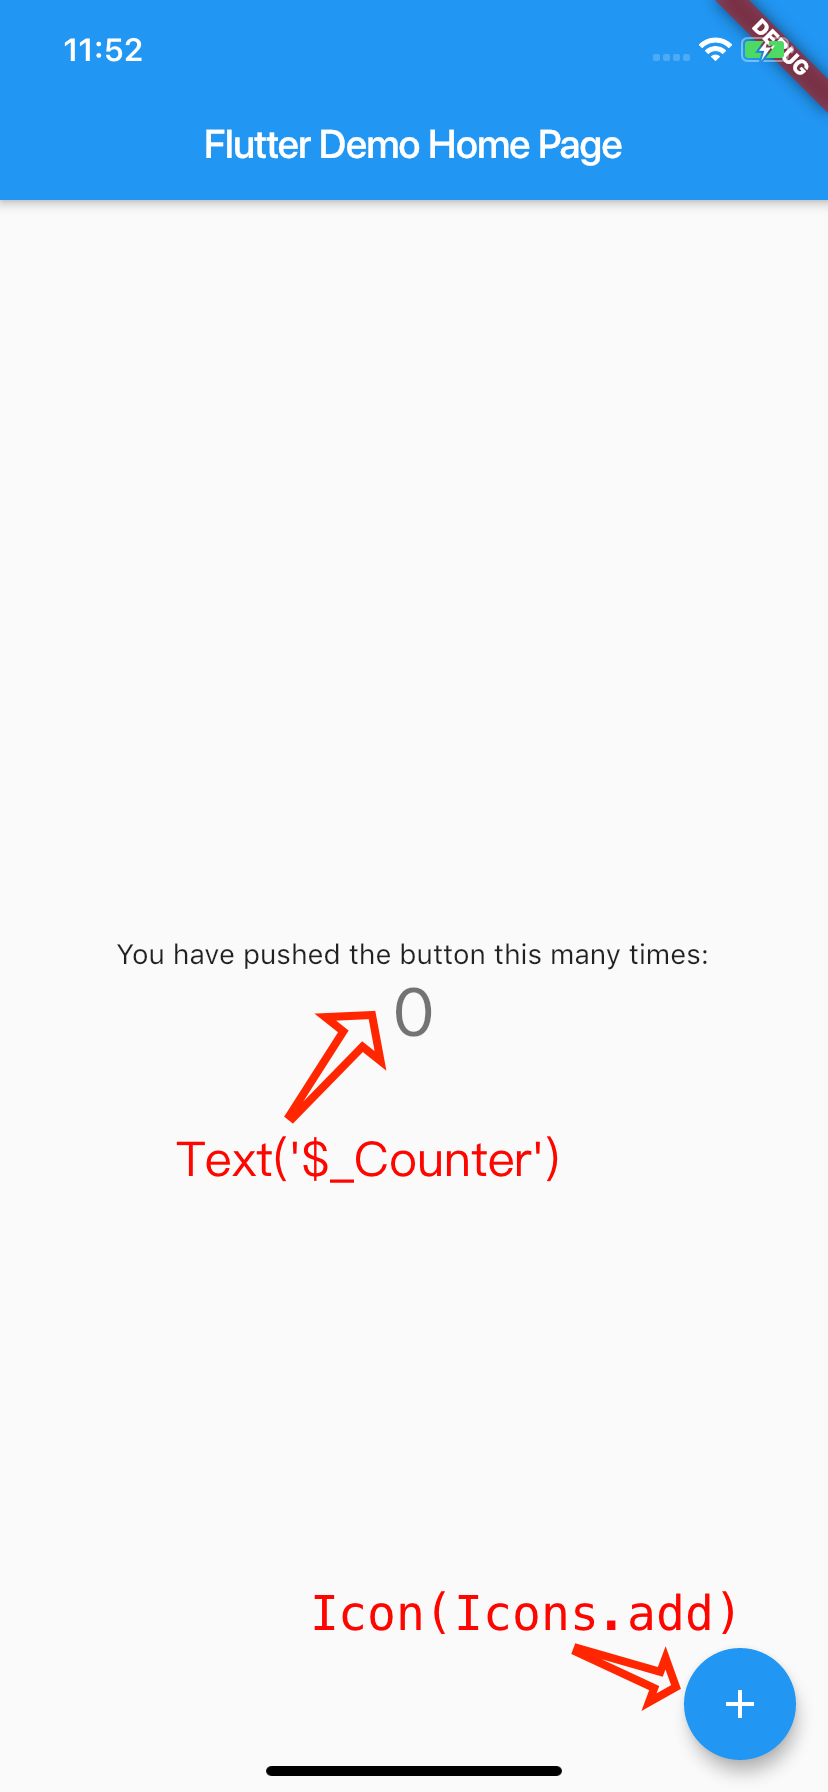 11:52
DEBUG
Flutter Demo Home Page
You have pushed the button this many times:
0
Text('$_Counter')
Icon(Icons.add)